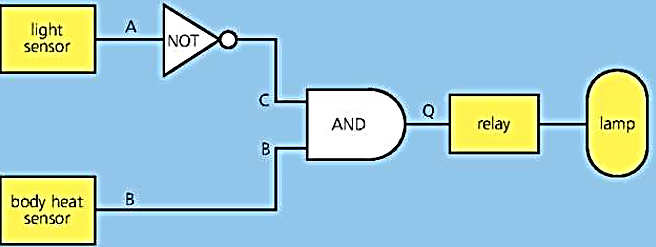 light
sensor
A
NOT
C
AND
Q
relay
lamp
B
body heat
sensor
B